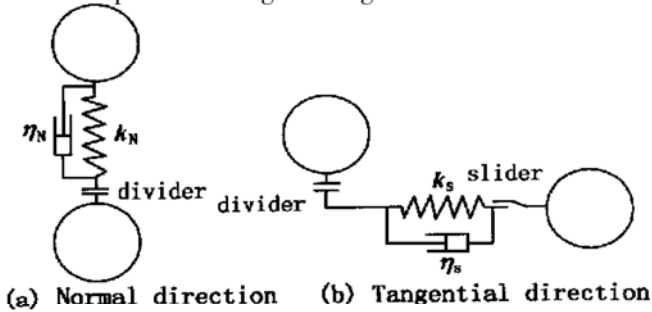 η_N
k_N
divider
k_s
slider
divider
η_s
(a) Normal direction
(b) Tangential direction